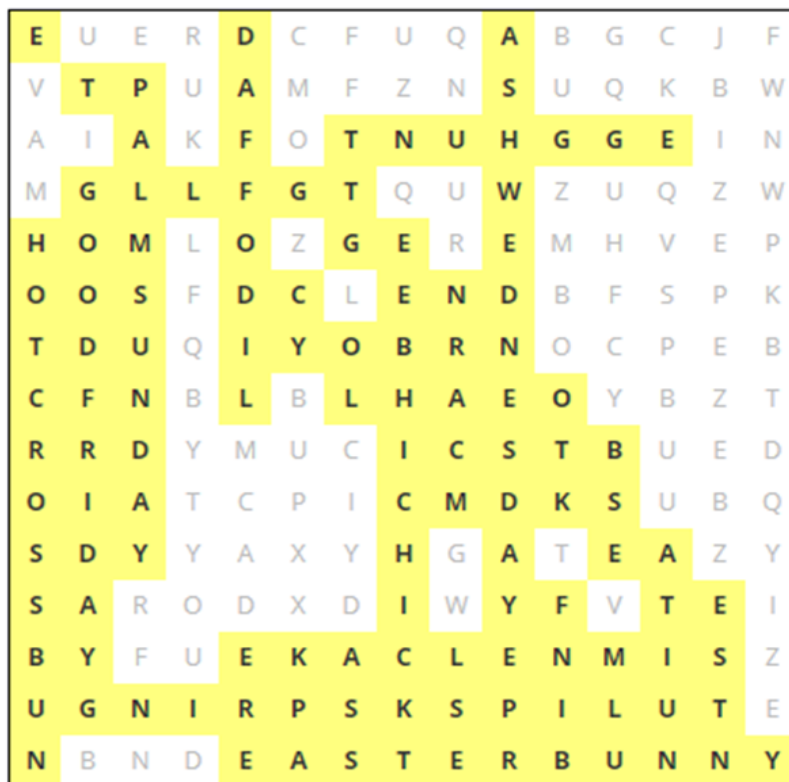 E U E R D C F U Q A B G C J F
V T P U A M F Z N S U Q K B W
A I A K F O T N U H G G E I N
M G L L F G T Q U W Z U Q Z W
H O M L O Z G E R E M H V E P
O O S F D C L E N D B F S P K
T D U Q I Y O B R N O C P E B
C F N B L B L H A E O Y B Z T
R R D Y M U C I C S T B U E D
O I A T C P I C M D K S U B Q
S D Y Y A X Y H G A T E A Z Y
S A R O D X D I W Y F V T E I
B Y F U E K A C L E N M I S Z
U G N I R P S K S P I L U T E
N B N D E A S T E R B U N N Y